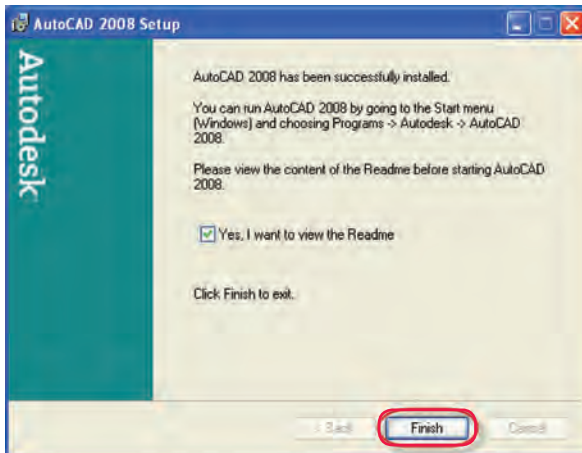 AutoCAD 2008 Setup
Autodesk
AutoCAD 2008 has been successfully installed.
You can run AutoCAD 2008 by going to the Start menu
(Windows) and choosing Programs -> Autodesk -> AutoCAD
2008.
Please view the content of the Readme before starting AutoCAD
2008.
Yes, I want to view the Readme
Click Finish to exit.
< Back
Finish
Cancel